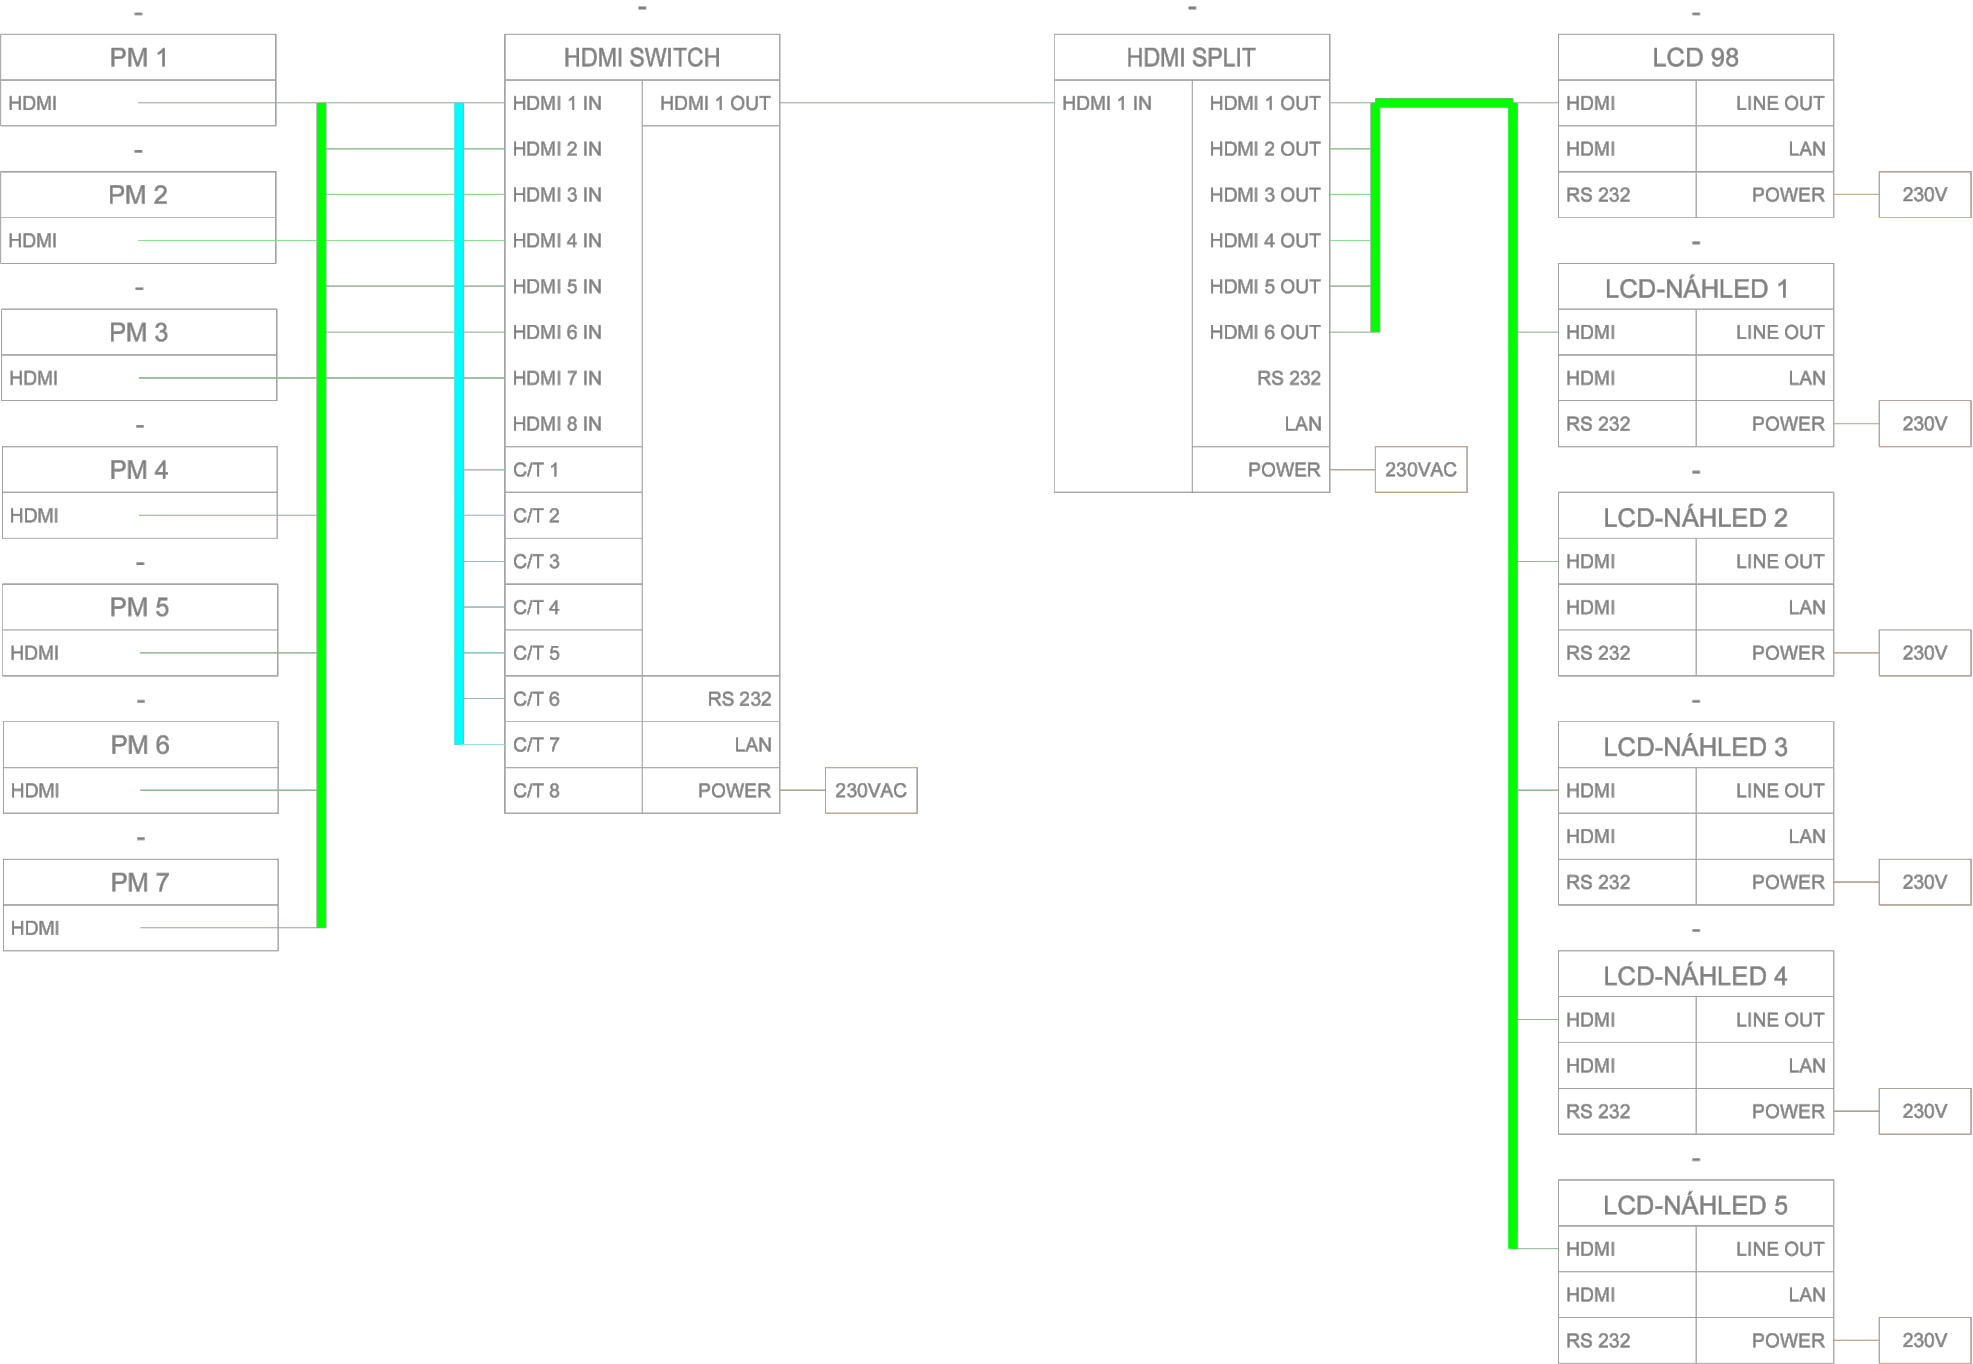 -
PM 1
HDMI
-
PM 2
HDMI
-
PM 3
HDMI
-
PM 4
HDMI
-
PM 5
HDMI
-
PM 6
HDMI
-
PM 7
HDMI
-
HDMI SWITCH
HDMI 1 IN HDMI 1 OUT
HDMI 2 IN
HDMI 3 IN
HDMI 4 IN
HDMI 5 IN
HDMI 6 IN
HDMI 7 IN
HDMI 8 IN
C/T 1
C/T 2
C/T 3
C/T 4
C/T 5
C/T 6 RS 232
C/T 7 LAN
C/T 8 POWER 230VAC
-
HDMI SPLIT
HDMI 1 IN HDMI 1 OUT
HDMI 2 OUT
HDMI 3 OUT
HDMI 4 OUT
HDMI 5 OUT
HDMI 6 OUT
RS 232
LAN
POWER 230VAC
-
LCD 98
HDMI LINE OUT
HDMI LAN
RS 232 POWER 230V
-
LCD-NÁHLED 1
HDMI LINE OUT
HDMI LAN
RS 232 POWER 230V
-
LCD-NÁHLED 2
HDMI LINE OUT
HDMI LAN
RS 232 POWER 230V
-
LCD-NÁHLED 3
HDMI LINE OUT
HDMI LAN
RS 232 POWER 230V
-
LCD-NÁHLED 4
HDMI LINE OUT
HDMI LAN
RS 232 POWER 230V
-
LCD-NÁHLED 5
HDMI LINE OUT
HDMI LAN
RS 232 POWER 230V